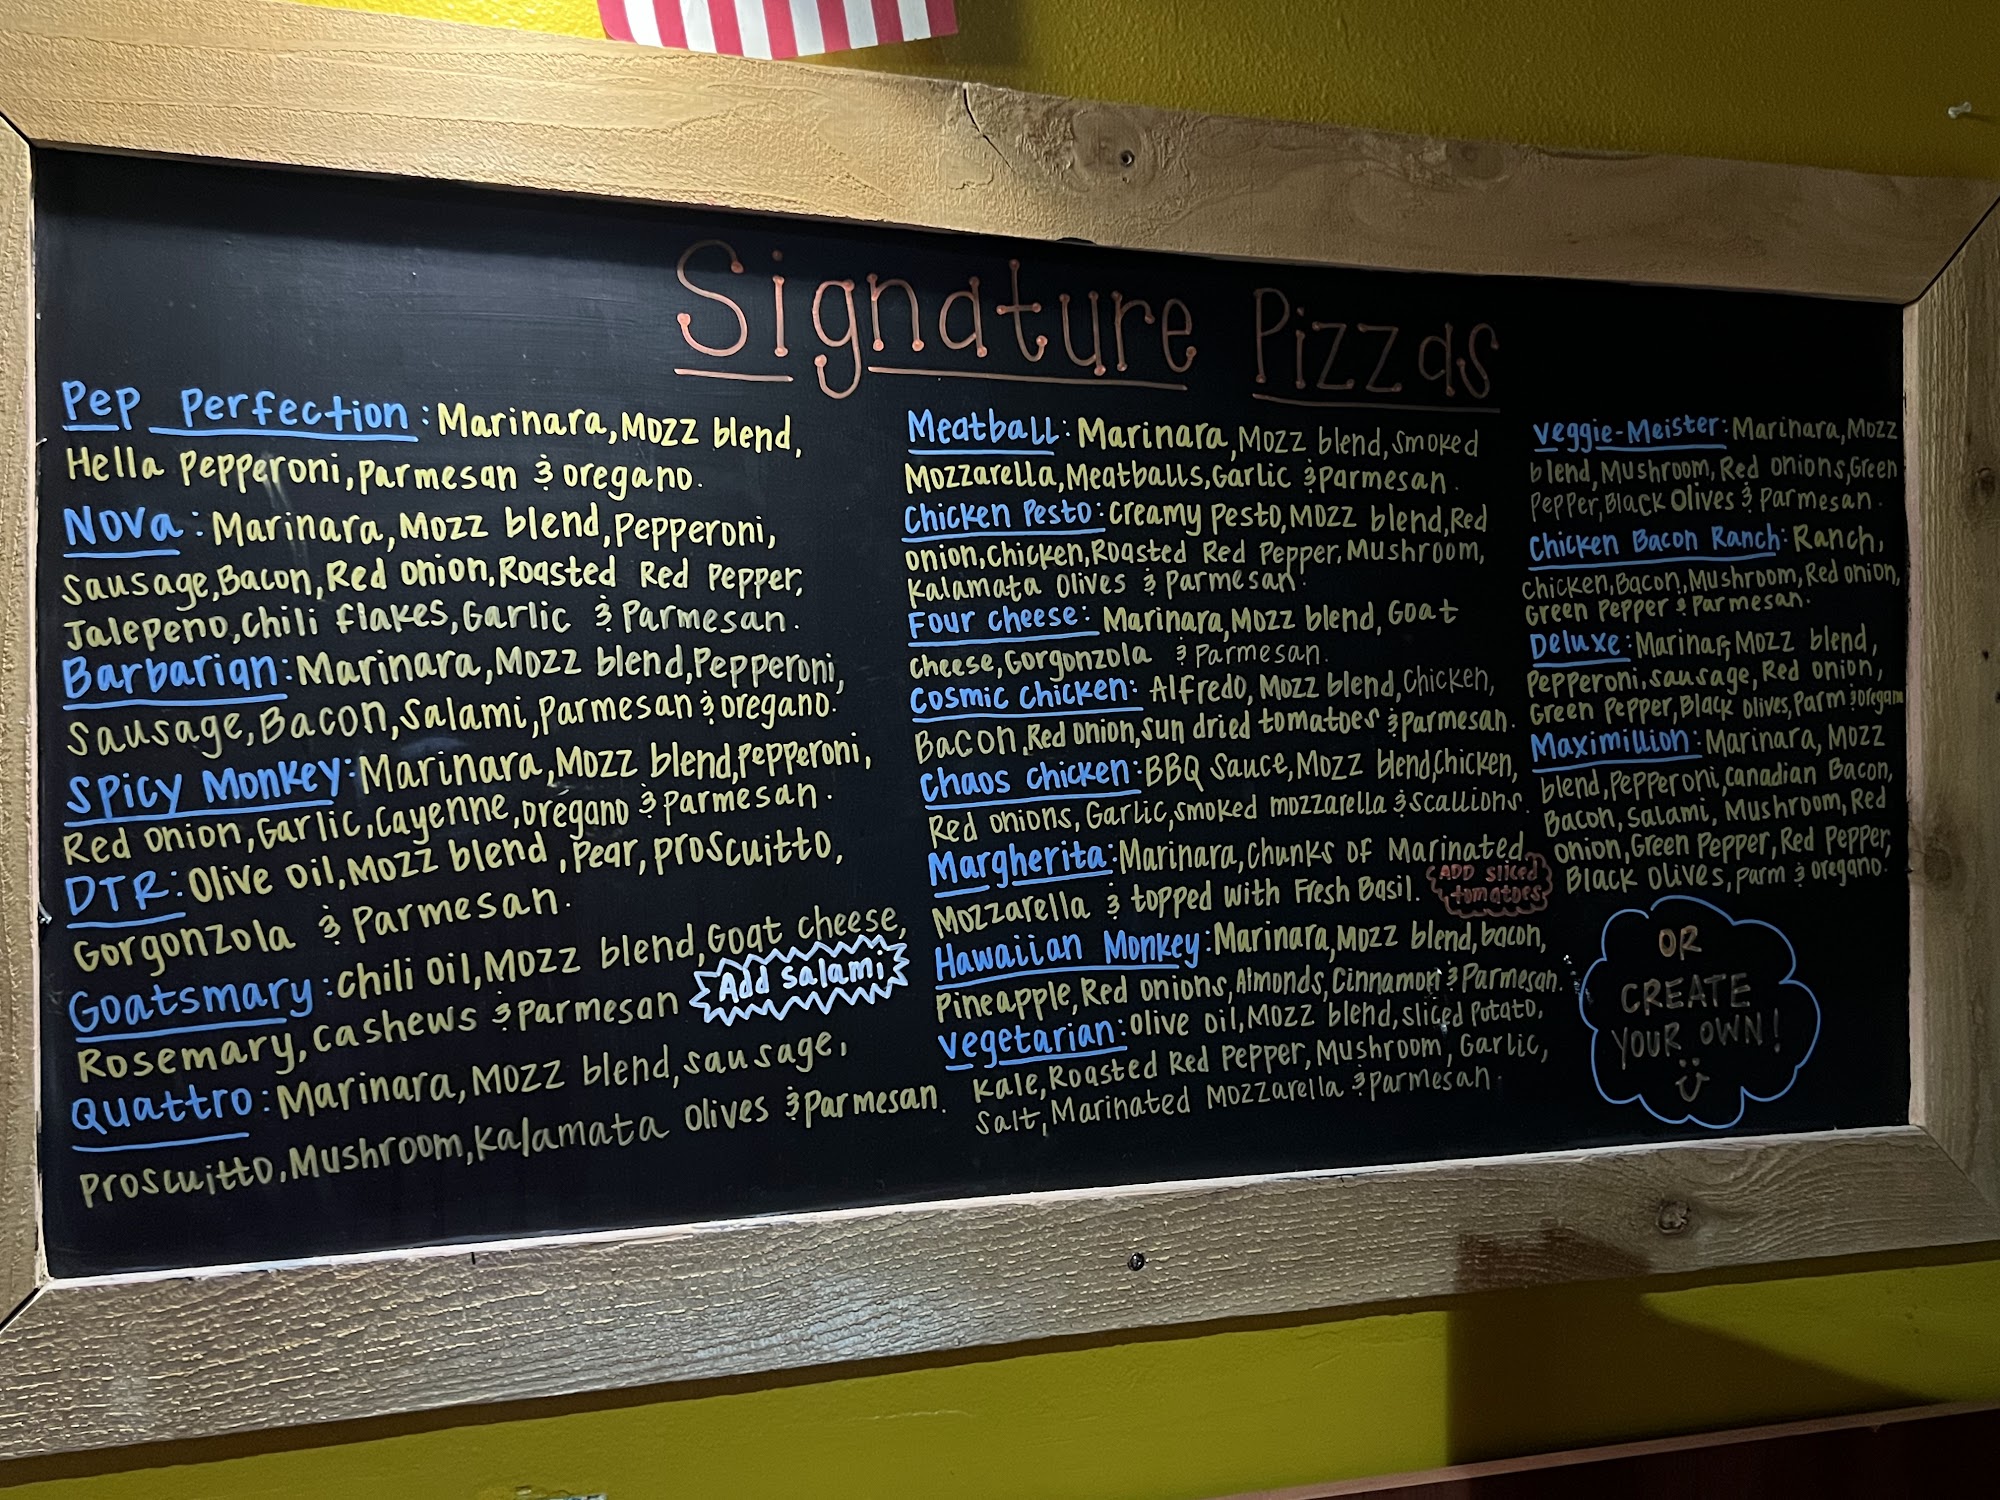 Signature Pizzas
Pep Perfection: Marinara, Mozz blend,
Hella Pepperoni, Parmesan & oregano.
Nova: Marinara, Mozz blend, Pepperoni,
Sausage, Bacon, Red onion, Roasted Red Pepper,
Jalepeno, Chili flakes, Garlic & Parmesan.
Barbarian: Marinara, Mozz blend, Pepperoni,
Sausage, Bacon, Salami, Parmesan & oregano.
Spicy Monkey: Marinara, Mozz blend, Pepperoni,
Red onion, Garlic, Cayenne, oregano & Parmesan.
DTR: Olive oil, Mozz blend, Pear, Proscuitto,
Gorgonzola & Parmesan.
Goatsmary: Chili oil, Mozz blend, Goat cheese,
Rosemary, Cashews & Parmesan Add Salami
Quattro: Marinara, Mozz blend, sausage,
Proscuitto, Mushroom, Kalamata Olives & Parmesan.
Meatball: Marinara, Mozz blend, Smoked
Mozzarella, Meatballs, Garlic & Parmesan.
Chicken Pesto: Creamy Pesto, Mozz blend, Red
onion, Chicken, Roasted Red Pepper, Mushroom,
Kalamata Olives & Parmesan.
Four Cheese: Marinara, Mozz blend, Goat
cheese, Gorgonzola & Parmesan.
Cosmic Chicken: Alfredo, Mozz blend, Chicken,
Bacon, Red onion, Sun dried tomatoes & Parmesan.
Chaos Chicken: BBQ Sauce, Mozz blend, Chicken,
Red onions, Garlic, smoked mozzarella & scallions.
Margherita: Marinara, Chunks of Marinated
Mozzarella & topped with Fresh Basil. ADD sliced
tomatoes
Hawaiian Monkey: Marinara, Mozz blend, bacon,
Pineapple, Red onions, Almonds, Cinnamon & Parmesan.
Vegetarian: Olive oil, Mozz blend, sliced Potato,
Kale, Roasted Red Pepper, Mushroom, Garlic,
Salt, Marinated Mozzarella & Parmesan.
Veggie-Meister: Marinara, Mozz
blend, Mushroom, Red onions, Green
Pepper, Black Olives & Parmesan.
Chicken Bacon Ranch: Ranch,
Chicken, Bacon, Mushroom, Red onion,
Green Pepper & Parmesan.
Deluxe: Marinara, Mozz blend,
Pepperoni, sausage, Red onion,
Green Pepper, Black Olives, Parm & oregano
Maximillion: Marinara, Mozz
blend, Pepperoni, Canadian Bacon,
Bacon, Salami, Mushroom, Red
onion, Green Pepper, Red Pepper,
Black Olives, Parm & oregano.
OR
CREATE
YOUR OWN!